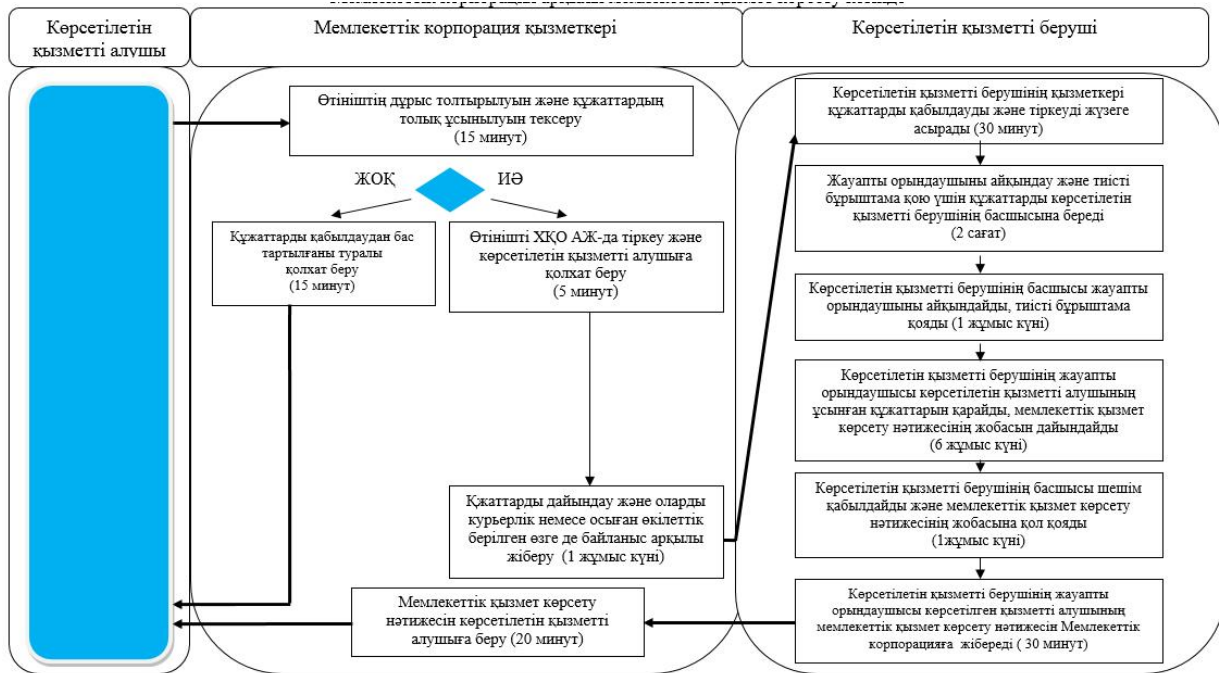 Көрсетілетін
қызметті алушы
Мемлекеттік корпорация қызметкері
Көрсетілетін қызметті беруші
Өтініштің дұрыс толтырылуын және құжаттардың
толық ұсынылуын тексеру
(15 минут)
ЖОҚ
ИӘ
Құжаттарды қабылдаудан бас
тартылғаны туралы
қолхат беру
(15 минут)
Өтінішті ХҚО АЖ-да тіркеу және
көрсетілетін қызметті алушыға
қолхат беру
(5 минут)
Қжаттарды дайындау және оларды
курьерлік немесе осыған өкілеттік
берілген өзге де байланыс арқылы
жіберу (1 жұмыс күні)
Көрсетілетін қызметті берушінің қызметкері
құжаттарды қабылдауды және тіркеуді жүзеге
асырады (30 минут)
Жауапты орындаушыны айқындау және тиісті
бұрыштама қою үшін құжаттарды көрсетілетін
қызметті берушінің басшысына береді
(2 сағат)
Көрсетілетін қызметті берушінің басшысы жауапты
орындаушыны айқындайды, тиісті бұрыштама
қояды (1 жұмыс күні)
Көрсетілетін қызметті берушінің жауапты
орындаушысы көрсетілетін қызметті алушының
ұсынған құжаттарын қарайды, мемлекеттік қызмет
көрсету нәтижесінің жобасын дайындайды
(6 жұмыс күні)
Көрсетілетін қызметті берушінің басшысы шешім
қабылдайды және мемлекеттік қызмет көрсету
нәтижесінің жобасына қол қояды
(1жұмыс күні)
Көрсетілетін қызметті берушінің жауапты
орындаушысы көрсетілген қызметті алушының
мемлекеттік қызмет көрсету нәтижесін Мемлекеттік
корпорацияға жібереді ( 30 минут)
Мемлекеттік қызмет көрсету
нәтижесін көрсетілетін қызметті
алушыға беру (20 минут)